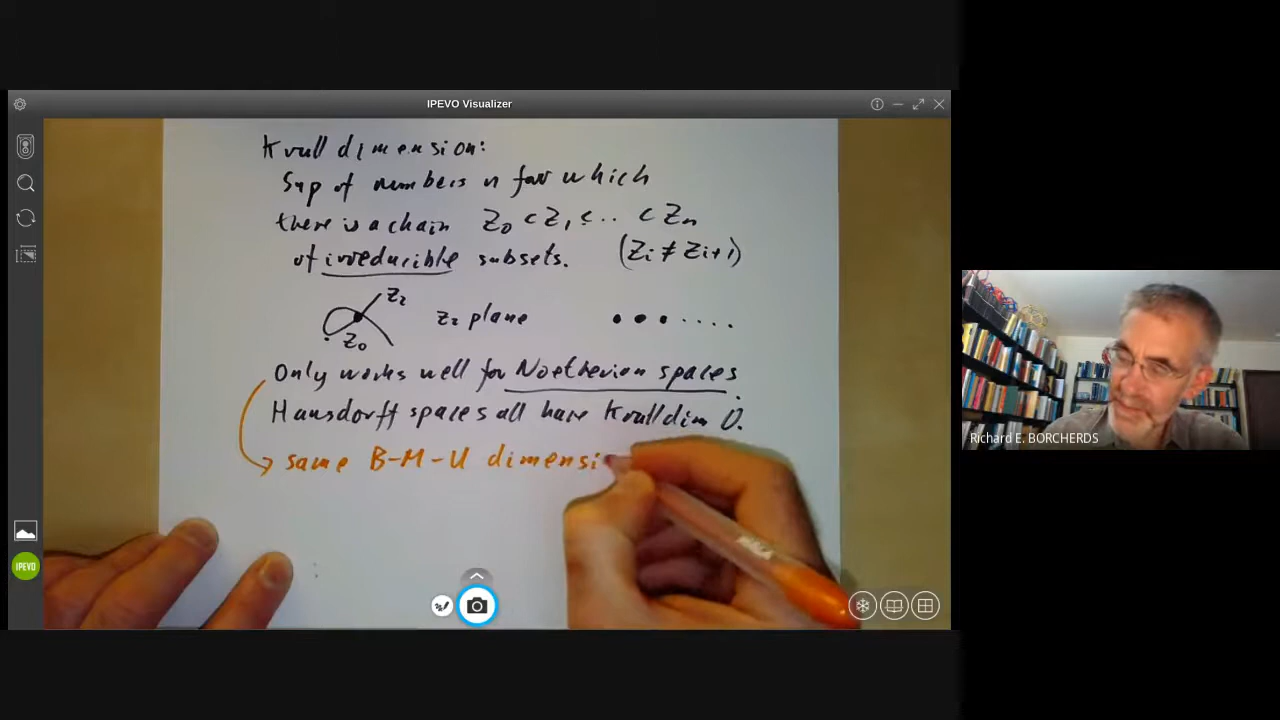 IPEVO Visualizer
Krull dimension:
Sup of numbers n for which
there is a chain Z₀ ⊂ Z₁ ⊂ ... ⊂ Zₙ
of irreducible subsets. (Zᵢ ≠ Zᵢ₊₁)
Z₂
Z₀
Z₂ plane
Only works well for Noetherian spaces.
Hausdorff spaces all have Krull dim 0.
same B-M-U dimensi
Richard E. BORCHERDS
IPEVO